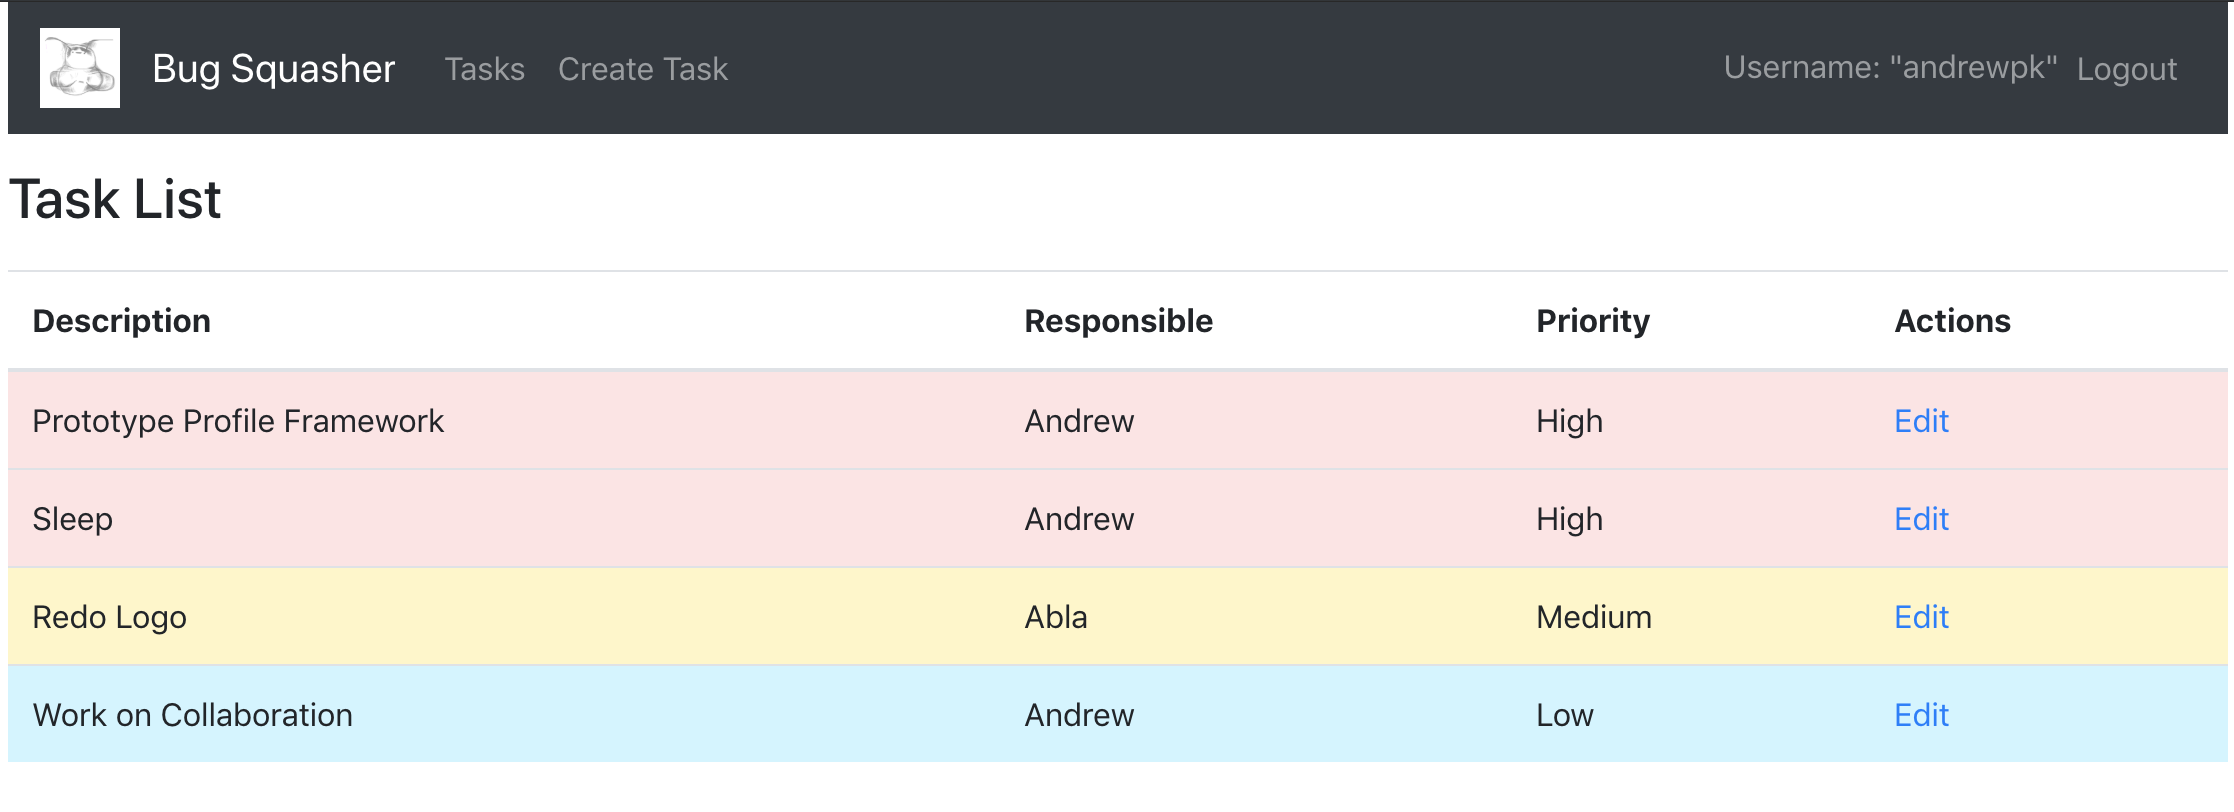 Bug Squasher Tasks Create Task Username: "andrewpk" Logout
Task List
Description Responsible Priority Actions
Prototype Profile Framework Andrew High Edit
Sleep Andrew High Edit
Redo Logo Abla Medium Edit
Work on Collaboration Andrew Low Edit